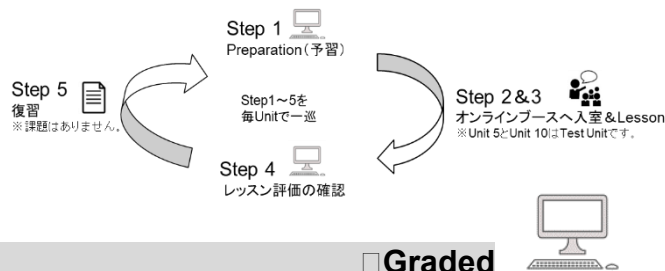 Step 1
Preparation(予習)
Step 5
復習
※課題はありません。
Step1～5を
毎Unitで一巡
Step 2&3
オンラインブースへ入室&Lesson
※Unit 5とUnit 10はTest Unitです。
Step 4
レッスン評価の確認
□Graded